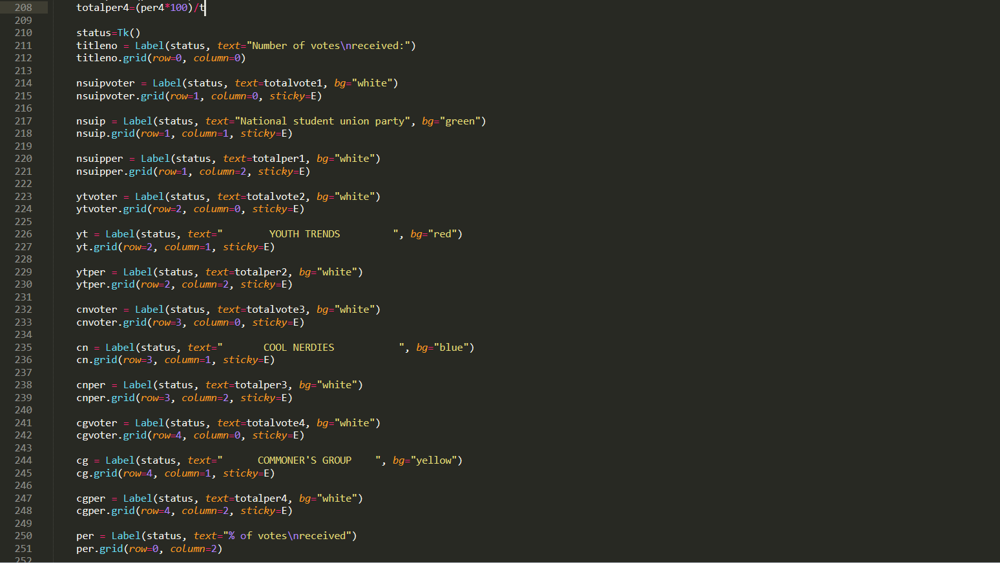 208 totalper4=(per4*100)/t
209
210 status=Tk()
211 titleno = Label(status, text="Number of votes\nreceived:")
212 titleno.grid(row=0, column=0)
213
214 nsuipvoter = Label(status, text=totalvote1, bg="white")
215 nsuipvoter.grid(row=1, column=0, sticky=E)
216
217 nsuip = Label(status, text="National student union party", bg="green")
218 nsuip.grid(row=1, column=1, sticky=E)
219
220 nsuipper = Label(status, text=totalper1, bg="white")
221 nsuipper.grid(row=1, column=2, sticky=E)
222
223 ytvoter = Label(status, text=totalvote2, bg="white")
224 ytvoter.grid(row=2, column=0, sticky=E)
225
226 yt = Label(status, text="        YOUTH TRENDS         ", bg="red")
227 yt.grid(row=2, column=1, sticky=E)
228
229 ytper = Label(status, text=totalper2, bg="white")
230 ytper.grid(row=2, column=2, sticky=E)
231
232 cnvoter = Label(status, text=totalvote3, bg="white")
233 cnvoter.grid(row=3, column=0, sticky=E)
234
235 cn = Label(status, text="       COOL NERDIES           ", bg="blue")
236 cn.grid(row=3, column=1, sticky=E)
237
238 cnper = Label(status, text=totalper3, bg="white")
239 cnper.grid(row=3, column=2, sticky=E)
240
241 cgvoter = Label(status, text=totalvote4, bg="white")
242 cgvoter.grid(row=4, column=0, sticky=E)
243
244 cg = Label(status, text="      COMMONER'S GROUP    ", bg="yellow")
245 cg.grid(row=4, column=1, sticky=E)
246
247 cgper = Label(status, text=totalper4, bg="white")
248 cgper.grid(row=4, column=2, sticky=E)
249
250 per = Label(status, text="% of votes\nreceived")
251 per.grid(row=0, column=2)
252